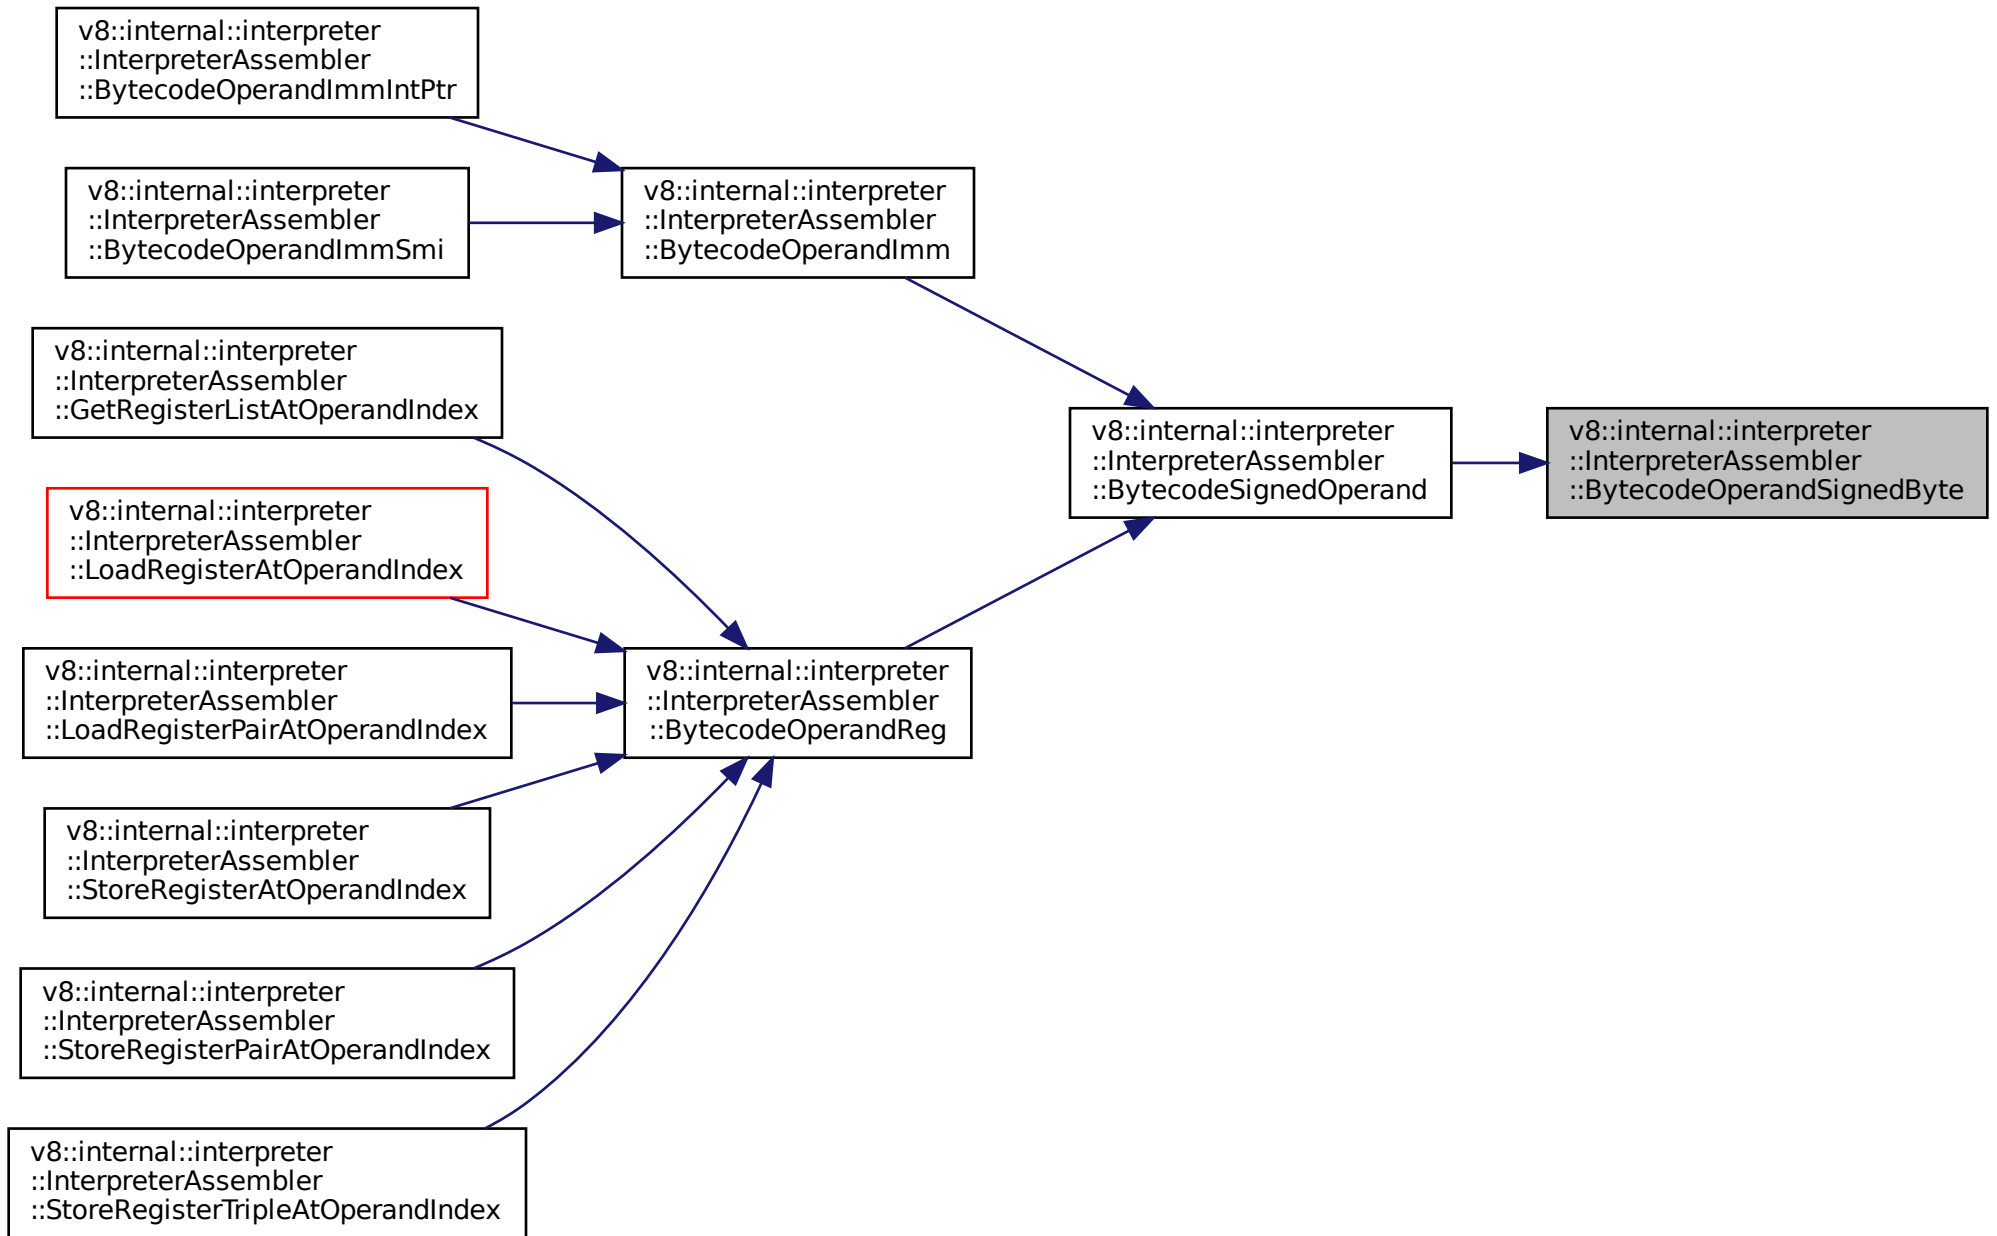 v8::internal::interpreter
::InterpreterAssembler
::BytecodeOperandImmIntPtr
v8::internal::interpreter
::InterpreterAssembler
::BytecodeOperandImmSmi
v8::internal::interpreter
::InterpreterAssembler
::BytecodeOperandImm
v8::internal::interpreter
::InterpreterAssembler
::GetRegisterListAtOperandIndex
v8::internal::interpreter
::InterpreterAssembler
::BytecodeSignedOperand
v8::internal::interpreter
::InterpreterAssembler
::BytecodeOperandSignedByte
v8::internal::interpreter
::InterpreterAssembler
::LoadRegisterAtOperandIndex
v8::internal::interpreter
::InterpreterAssembler
::LoadRegisterPairAtOperandIndex
v8::internal::interpreter
::InterpreterAssembler
::BytecodeOperandReg
v8::internal::interpreter
::InterpreterAssembler
::StoreRegisterAtOperandIndex
v8::internal::interpreter
::InterpreterAssembler
::StoreRegisterPairAtOperandIndex
v8::internal::interpreter
::InterpreterAssembler
::StoreRegisterTripleAtOperandIndex